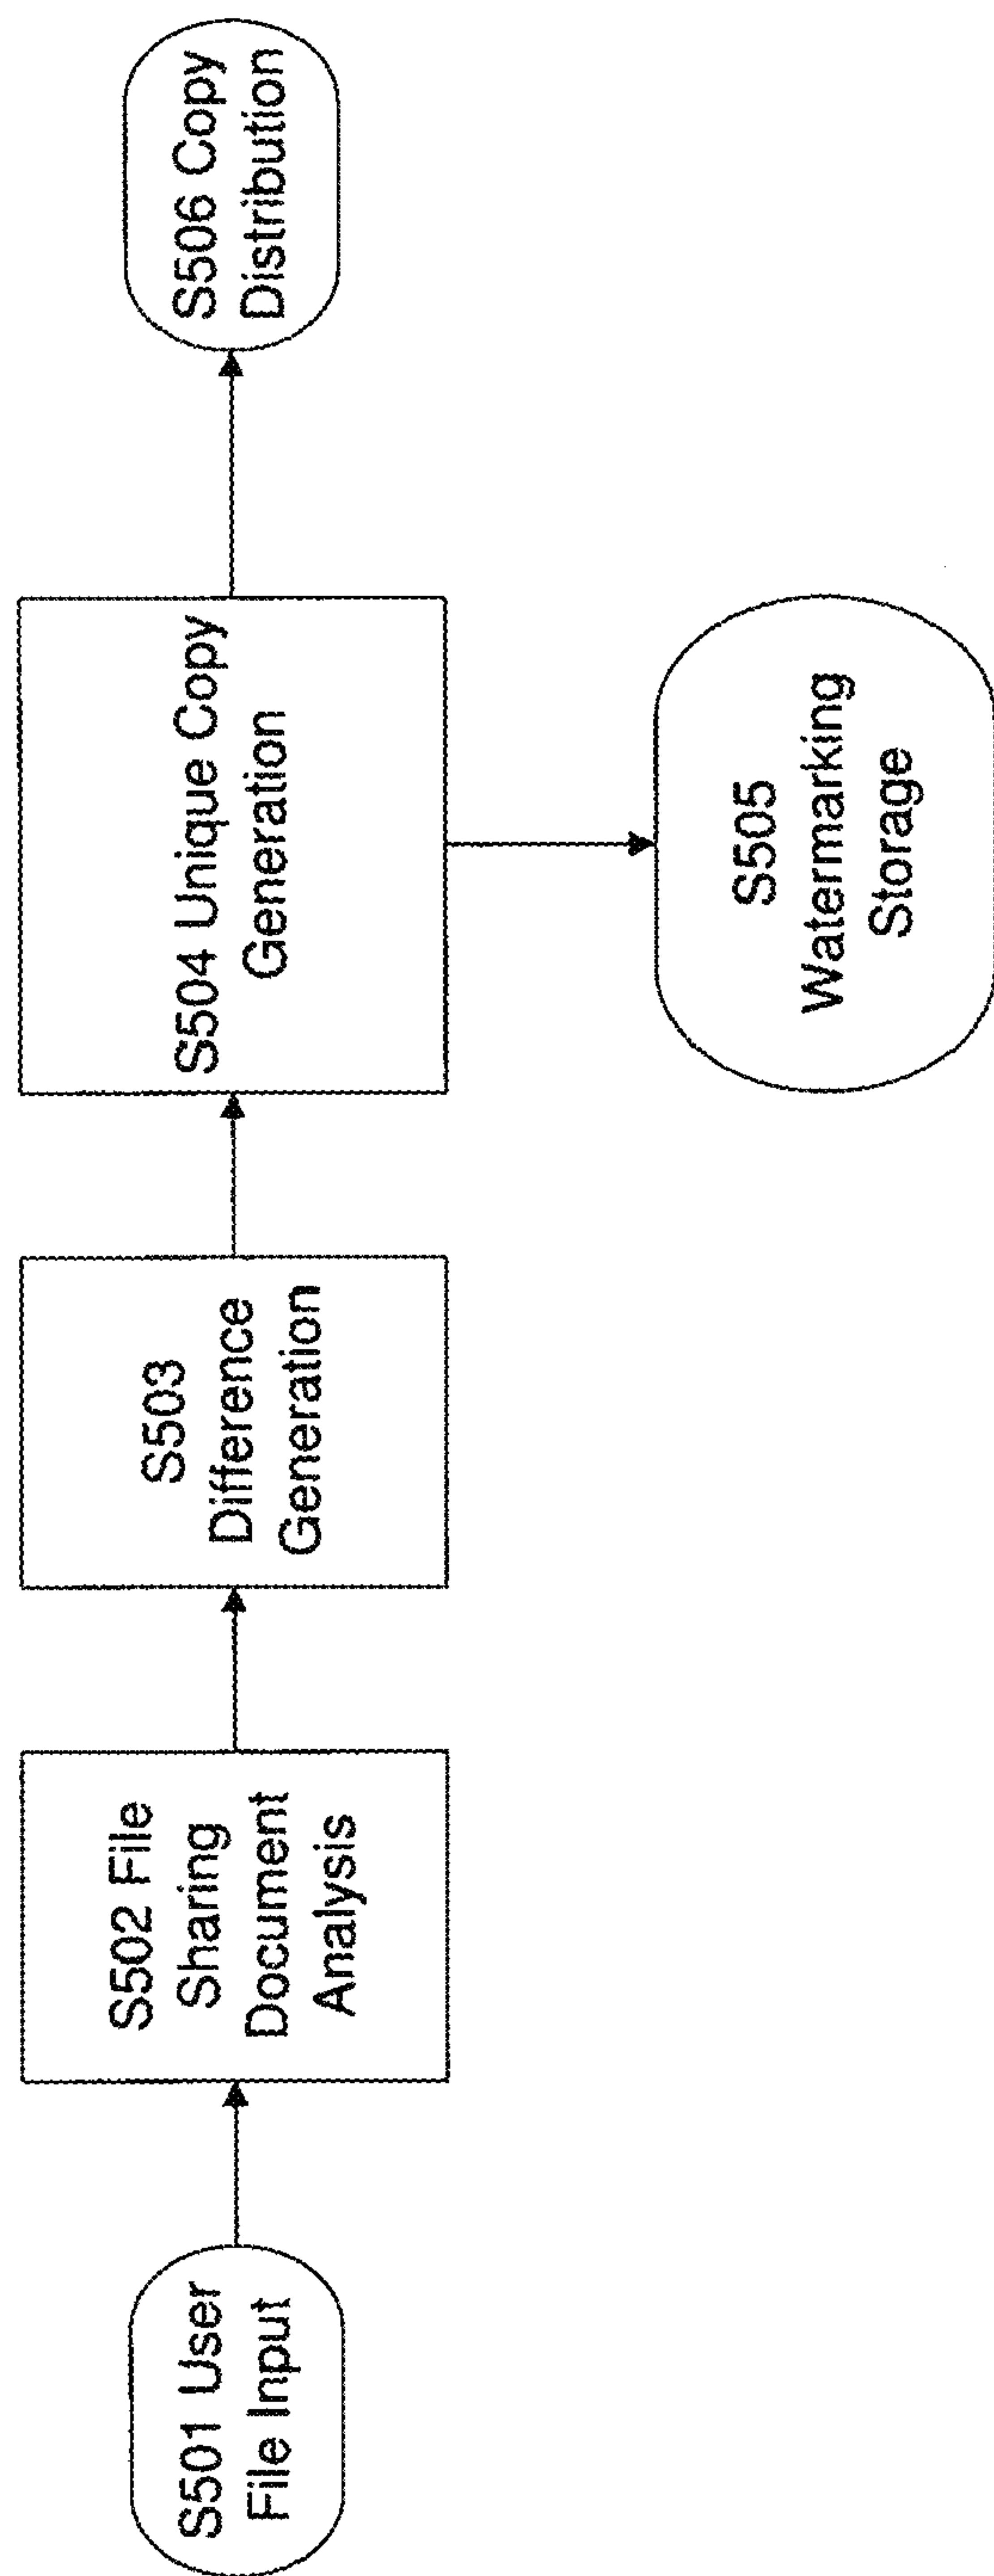 S501 User
File Input
S502 File
Sharing
Document
Analysis
S503
Difference
Generation
S504 Unique Copy
Generation
S505
Watermarking
Storage
S506 Copy
Distribution